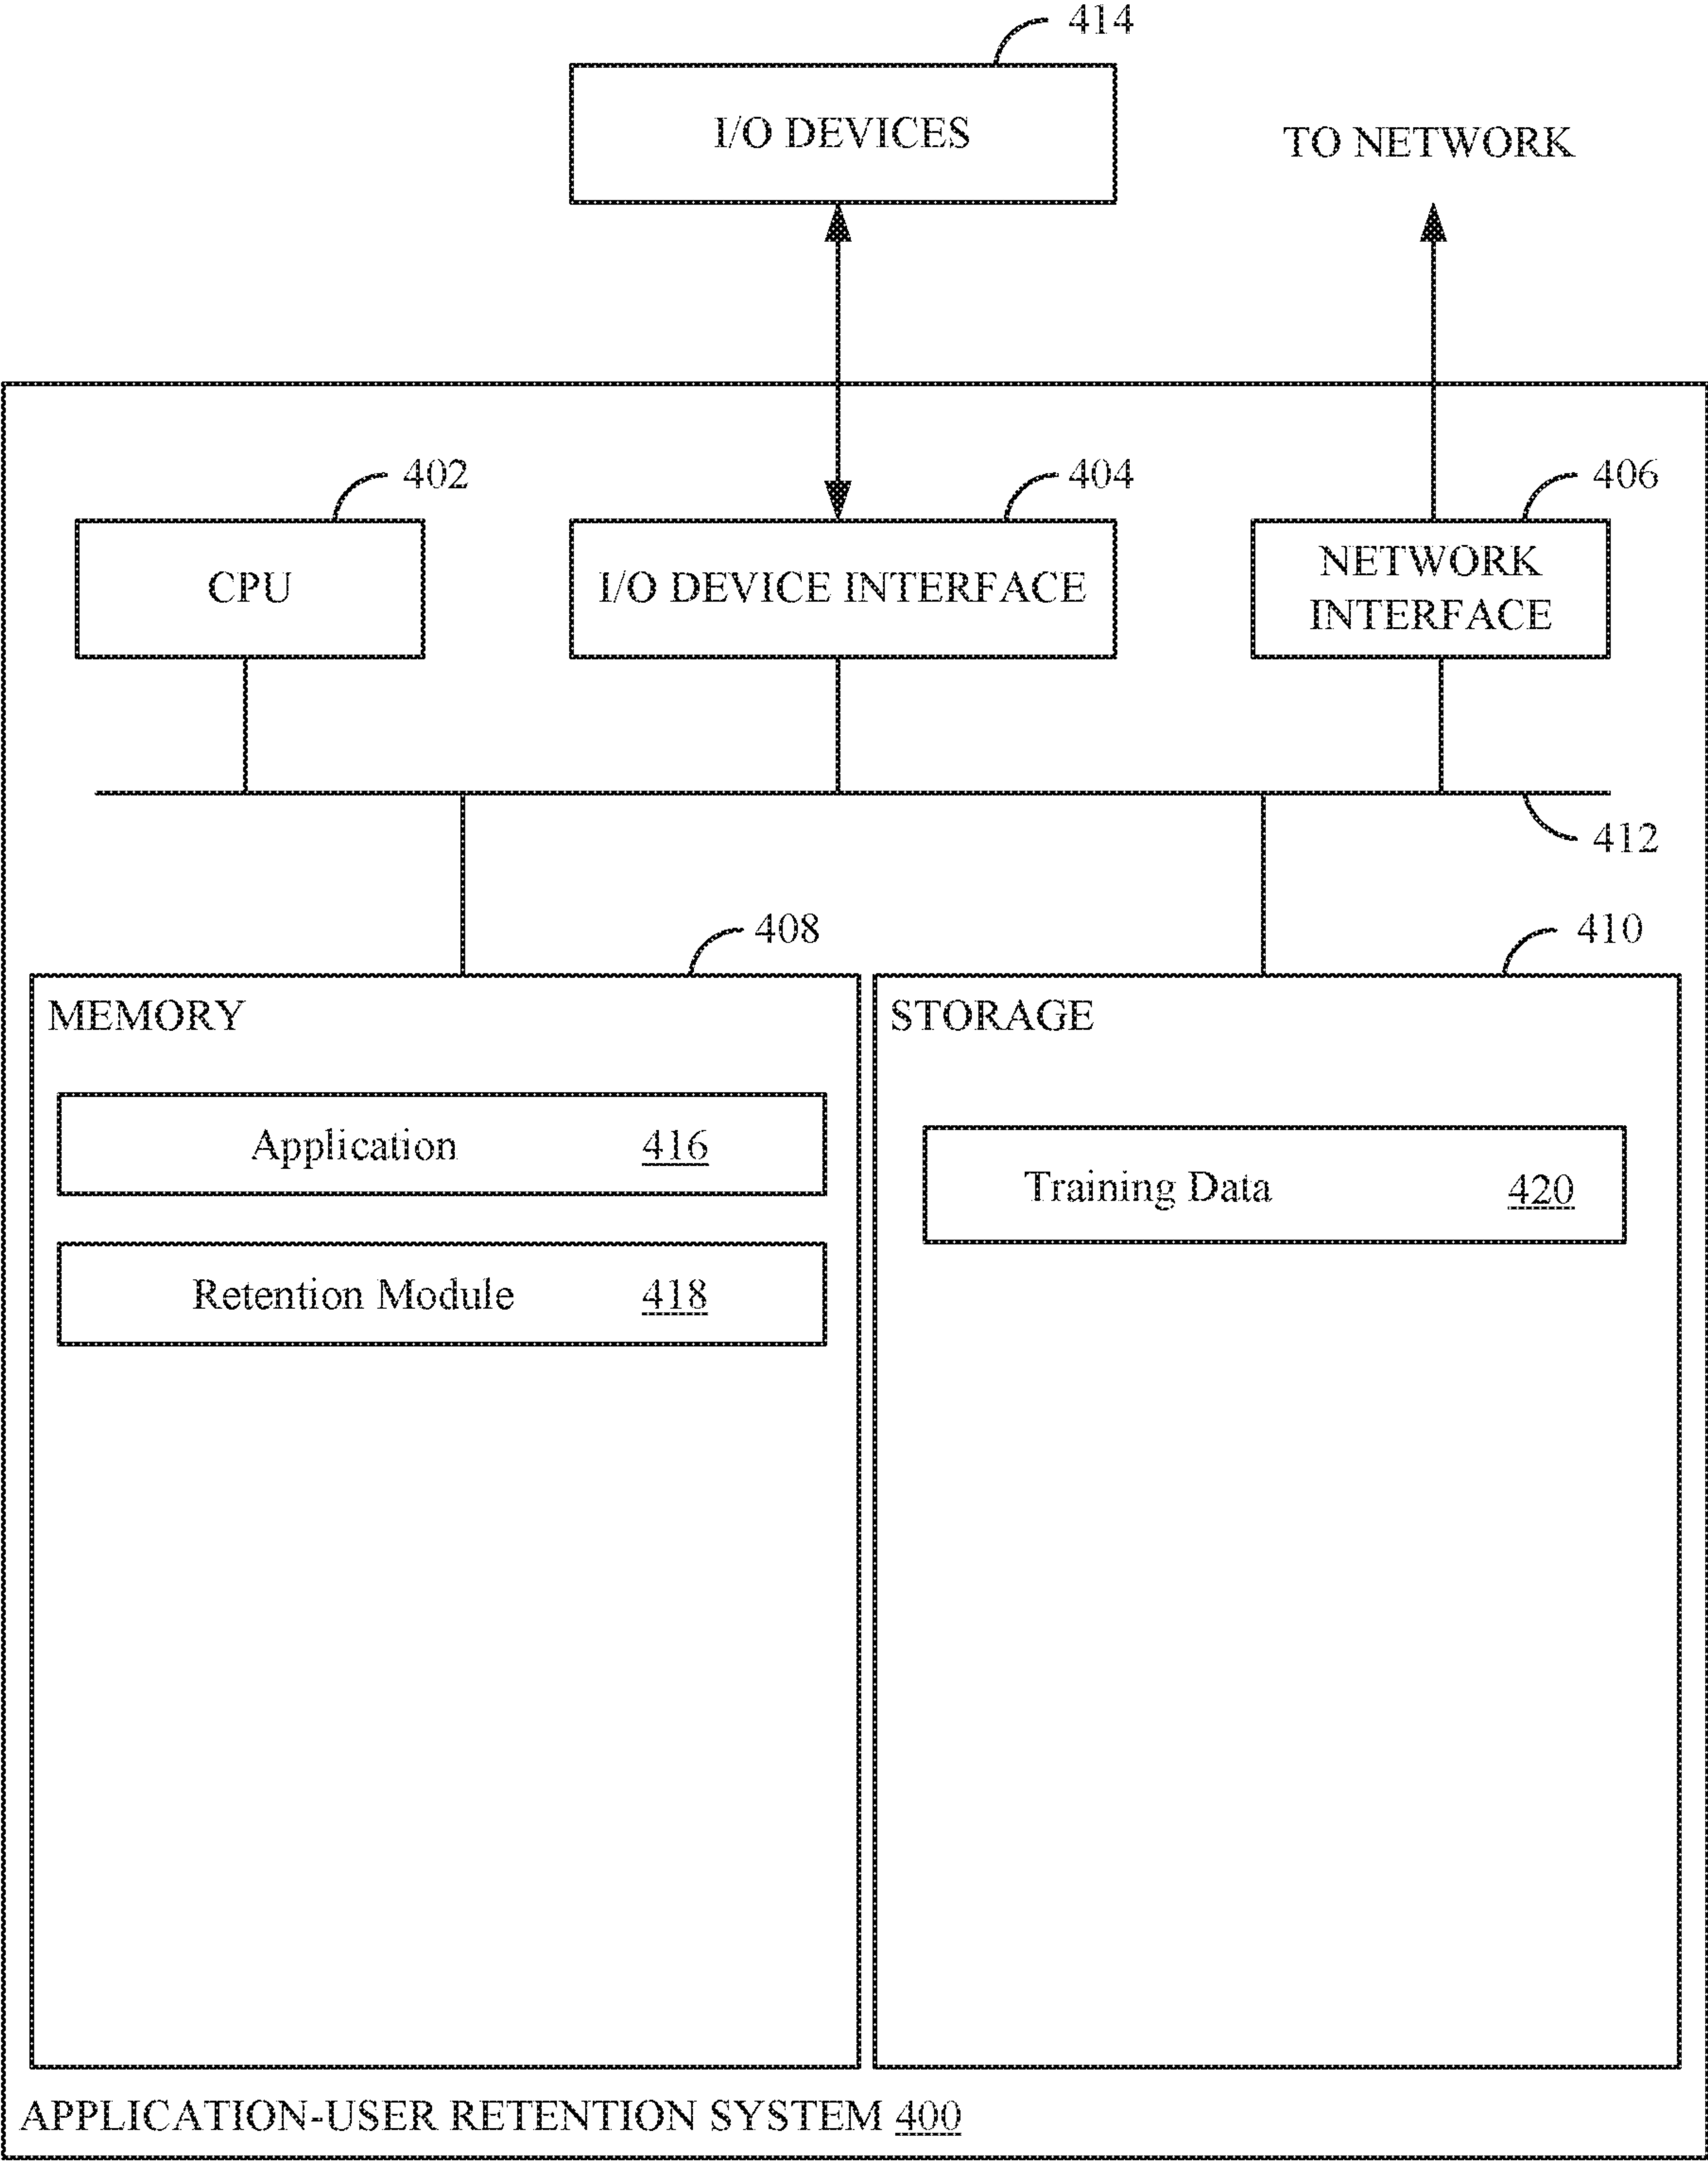 414
I/O DEVICES
TO NETWORK
402
404
406
CPU
I/O DEVICE INTERFACE
NETWORK
INTERFACE
412
408
410
MEMORY
STORAGE
Application 416
Training Data 420
Retention Module 418
APPLICATION-USER RETENTION SYSTEM 400